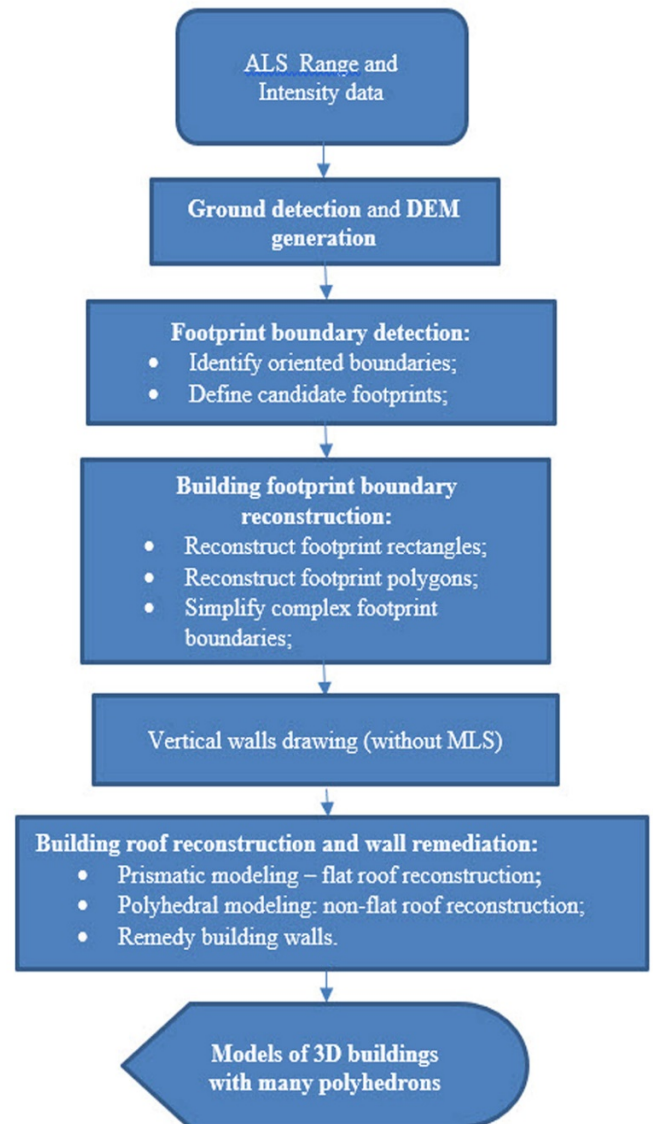 ALS Range and
Intensity data
Ground detection and DEM
generation
Footprint boundary detection:
• Identify oriented boundaries;
• Define candidate footprints;
Building footprint boundary
reconstruction:
• Reconstruct footprint rectangles;
• Reconstruct footprint polygons;
• Simplify complex footprint
boundaries;
Vertical walls drawing (without MLS)
Building roof reconstruction and wall remediation:
• Prismatic modeling – flat roof reconstruction;
• Polyhedral modeling: non-flat roof reconstruction;
• Remedy building walls.
Models of 3D buildings
with many polyhedrons